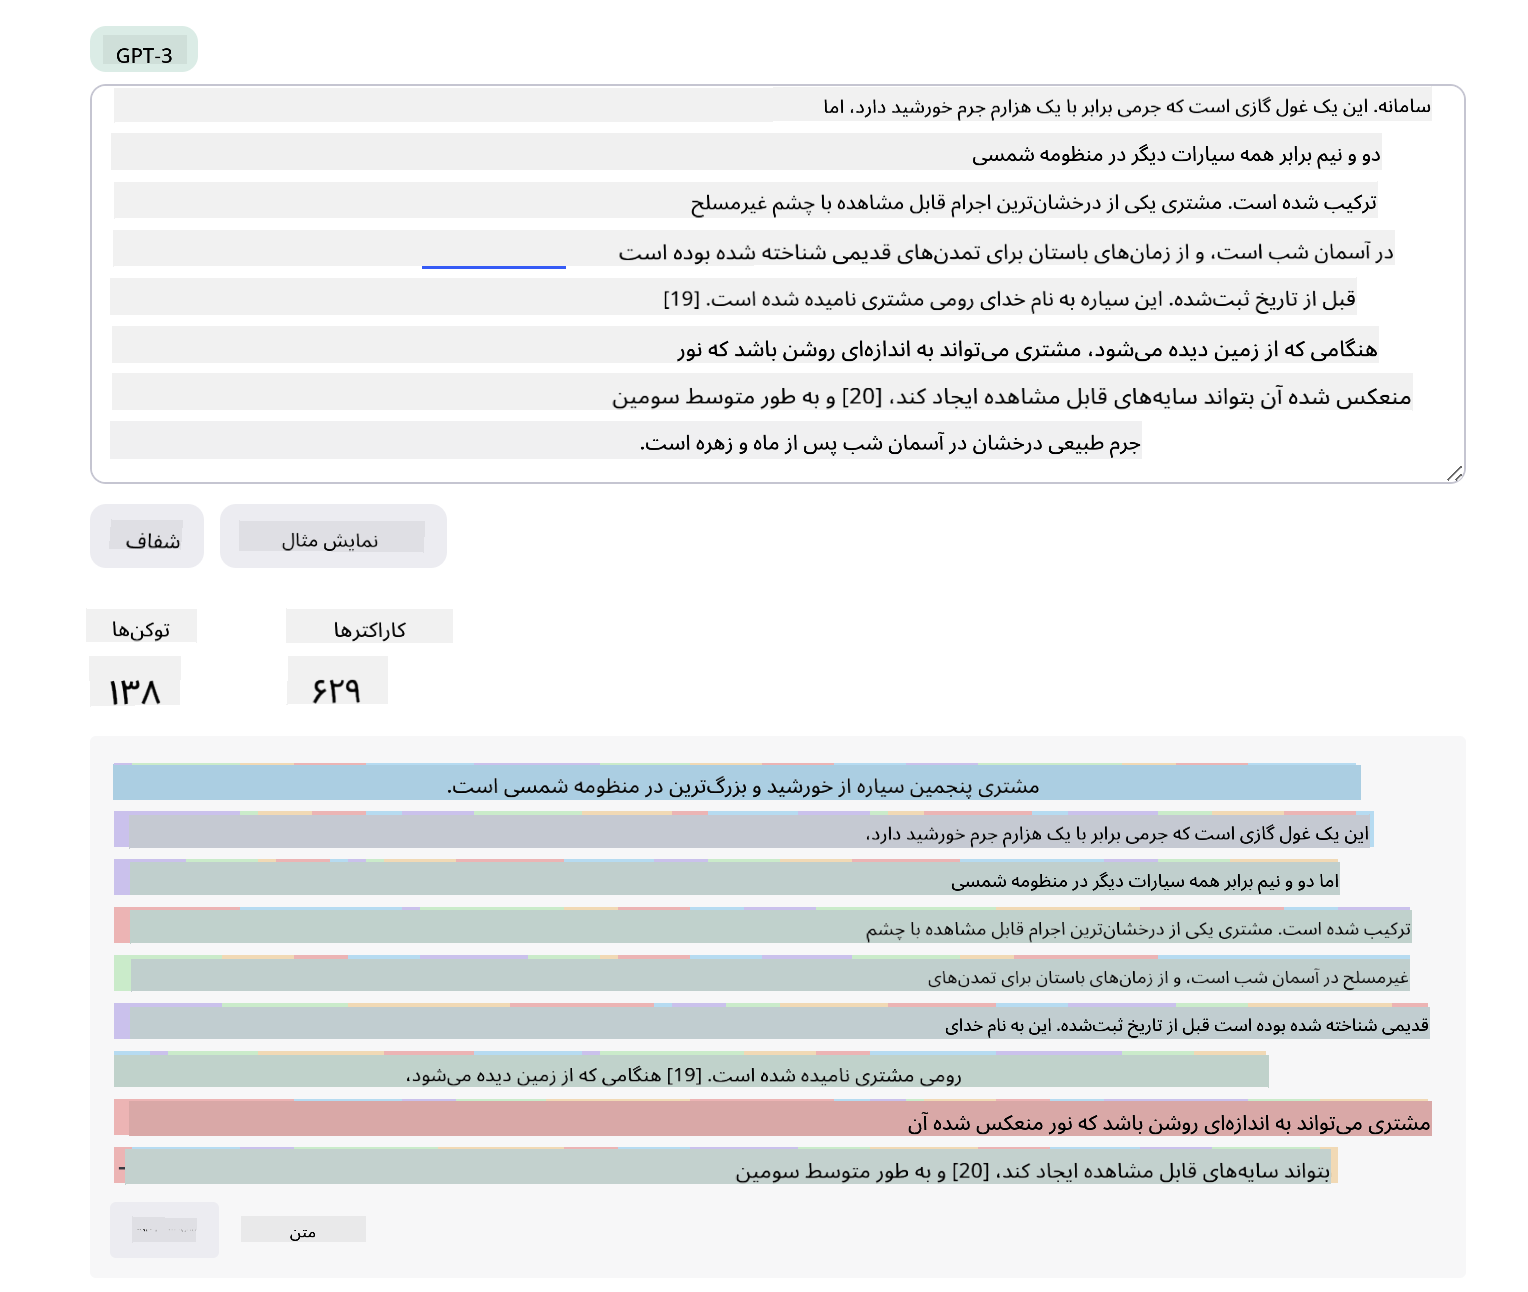 GPT-3
سامانه. این یک غول گازی است که جرمی برابر با یک هزارم جرم خورشید دارد، اما
دو و نیم برابر همه سیارات دیگر در منظومه شمسی
ترکیب شده است. مشتری یکی از درخشان‌ترین اجرام قابل مشاهده با چشم غیرمسلح
در آسمان شب است، و از زمان‌های باستان برای تمدن‌های قدیمی شناخته شده بوده است
قبل از تاریخ ثبت‌شده. این سیاره به نام خدای رومی مشتری نامیده شده است. [19]
هنگامی که از زمین دیده می‌شود، مشتری می‌تواند به اندازه‌ای روشن باشد که نور
منعکس شده آن بتواند سایه‌های قابل مشاهده ایجاد کند، [20] و به طور متوسط سومین
جرم طبیعی درخشان در آسمان شب پس از ماه و زهره است.
شفاف
نمایش مثال
توکن‌ها
کاراکترها
۱۳۸
۶۲۹
مشتری پنجمین سیاره از خورشید و بزرگ‌ترین در منظومه شمسی است.
این یک غول گازی است که جرمی برابر با یک هزارم جرم خورشید دارد،
اما دو و نیم برابر همه سیارات دیگر در منظومه شمسی
ترکیب شده است. مشتری یکی از درخشان‌ترین اجرام قابل مشاهده با چشم
غیرمسلح در آسمان شب است، و از زمان‌های باستان برای تمدن‌های
قدیمی شناخته شده بوده است قبل از تاریخ ثبت‌شده. این به نام خدای
رومی مشتری نامیده شده است. [19] هنگامی که از زمین دیده می‌شود،
مشتری می‌تواند به اندازه‌ای روشن باشد که نور منعکس شده آن
بتواند سایه‌های قابل مشاهده ایجاد کند، [20] و به طور متوسط سومین
متن